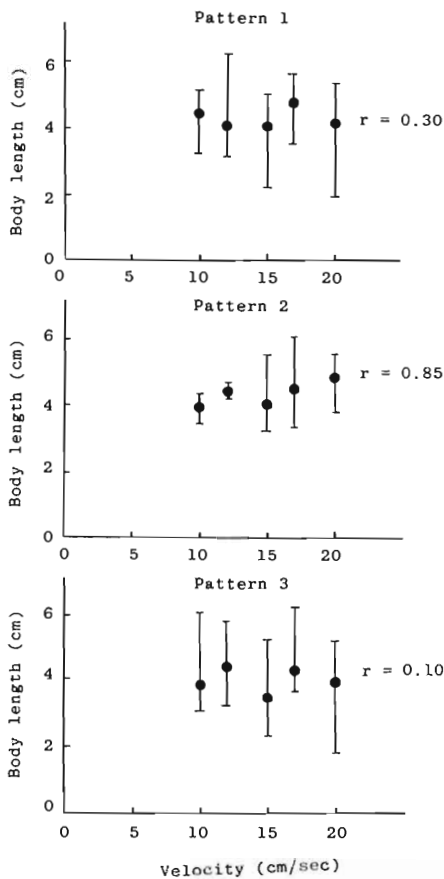 Pattern 1
Body length (cm)
6
4
2
0
r = 0.30
0 5 10 15 20
Pattern 2
Body length (cm)
6
4
2
0
r = 0.85
0 5 10 15 20
Pattern 3
Body length (cm)
6
4
2
0
r = 0.10
0 5 10 15 20
Velocity (cm/sec)